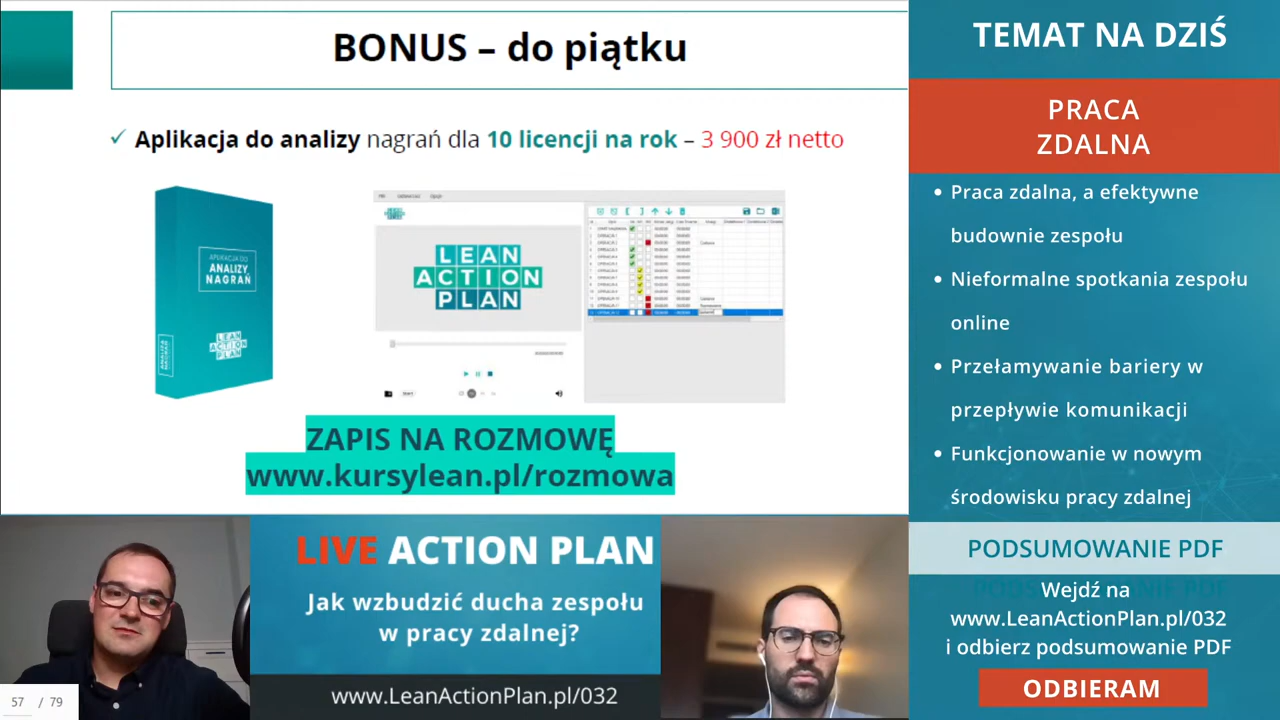 BONUS – do piątku
✓ Aplikacja do analizy nagrań dla 10 licencji na rok – 3 900 zł netto
APLIKACJA DO
ANALIZY
NAGRAŃ
LEAN
ACTION
PLAN
ANALIZA
NAGRAŃ
LEAN
ACTION
PLAN
Start
ZAPIS NA ROZMOWĘ
www.kursylean.pl/rozmowa
57 / 79
LIVE ACTION PLAN
Jak wzbudzić ducha zespołu
w pracy zdalnej?
www.LeanActionPlan.pl/032
TEMAT NA DZIŚ
PRACA
ZDALNA
• Praca zdalna, a efektywne
budownie zespołu
• Nieformalne spotkania zespołu
online
• Przełamywanie bariery w
przepływie komunikacji
• Funkcjonowanie w nowym
środowisku pracy zdalnej
PODSUMOWANIE PDF
Wejdź na
www.LeanActionPlan.pl/032
i odbierz podsumowanie PDF
ODBIERAM